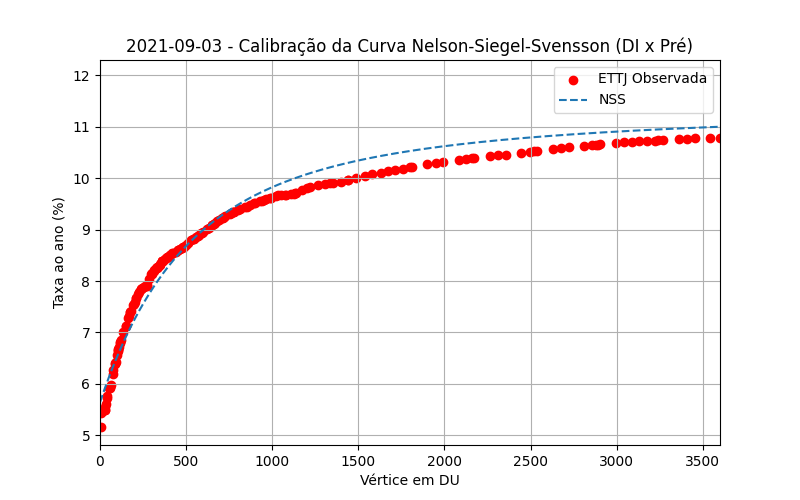 2021-09-03 - Calibração da Curva Nelson-Siegel-Svensson (DI x Pré)
ETTJ Observada
NSS
Taxa ao ano (%)
12
11
10
9
8
7
6
5
0 500 1000 1500 2000 2500 3000 3500
Vértice em DU